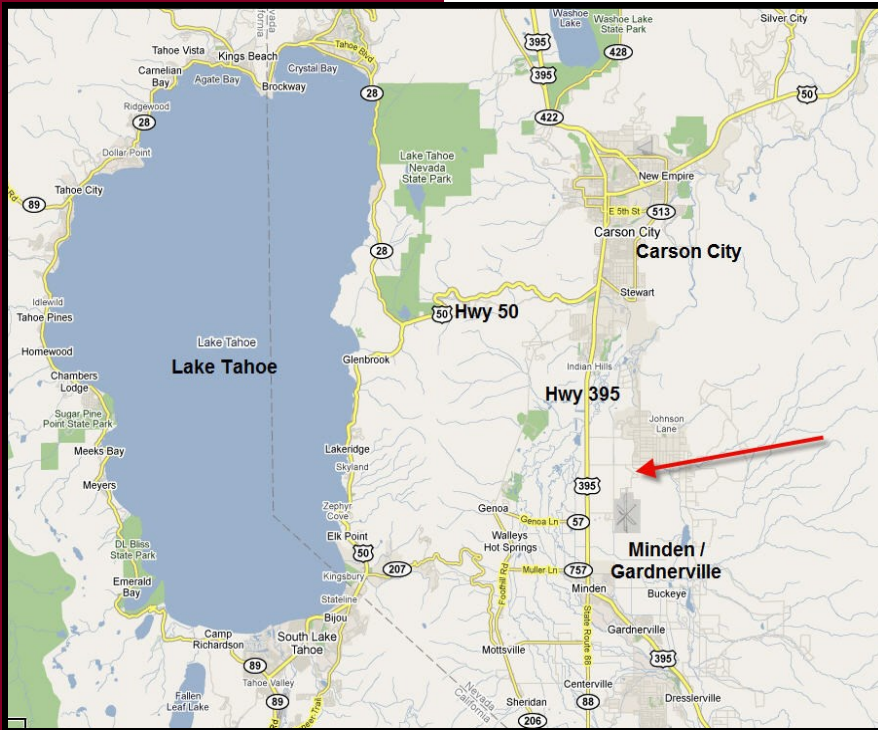 Washoe
Lake
Washoe Lake
State Park
Silver City
Nevada
California
Tahoe Vista
Kings Beach
Tahoe Blvd
395
428
Carnelian
Bay
Agate Bay
Crystal Bay
Brockway
395
50
28
422
Ridgewood
28
Dollar Point
Lake Tahoe
Nevada
State Park
New Empire
Tahoe City
89
Rd
E 5th St
513
Carson City
Carson City
28
Stewart
Idlewild
Tahoe Pines
50
Hwy 50
Lake Tahoe
Lake Tahoe
Homewood
Glenbrook
Indian Hills
Chambers
Lodge
Hwy 395
Sugar Pine
Point State Park
Johnson
Lane
Meeks Bay
Lakeridge
Skyland
Meyers
395
Zephyr
Cove
Genoa
Genoa Ln
57
Elk Point
Walleys
Hot Springs
DL Bliss
State Park
50
Minden /
Gardnerville
207
Muller Ln
757
Kingsbury
Emerald
Bay
Foothill Rd
Minden
Buckeye
Stateline
Bijou
Camp
Richardson
South Lake
Tahoe
State Route 88
Gardnerville
89
Mottsville
395
Tahoe Valley
Nevada
California
Centerville
Fallen
Leaf Lake
89
Rd
Sheridan
88
Dresslerville
206